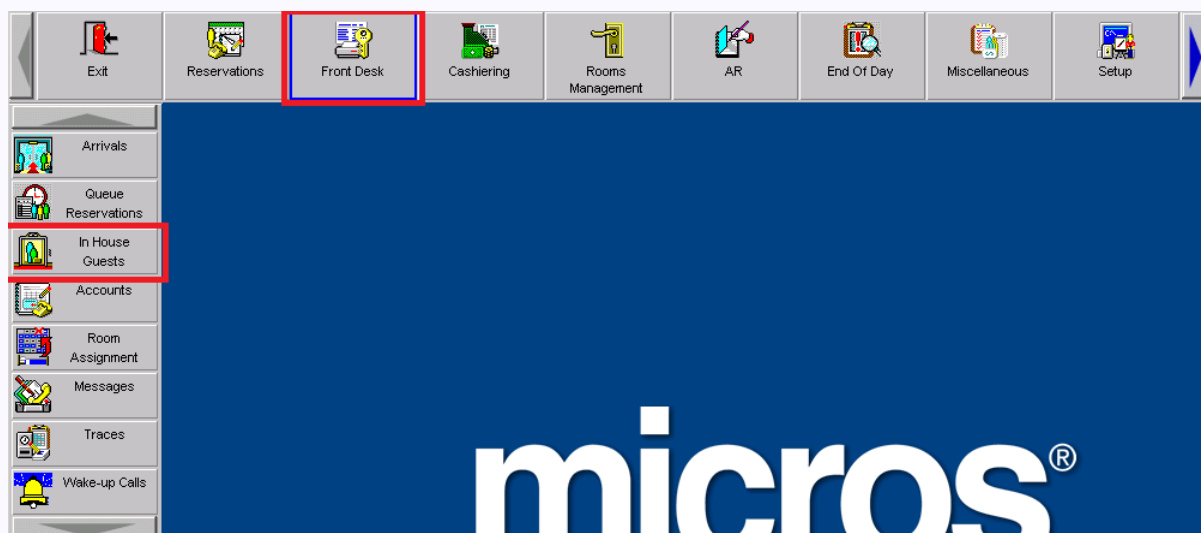 Exit
Reservations
Front Desk
Cashiering
Rooms
Management
AR
End Of Day
Miscellaneous
Setup
Arrivals
Queue
Reservations
In House
Guests
Accounts
Room
Assignment
Messages
Traces
Wake-up Calls
micros®